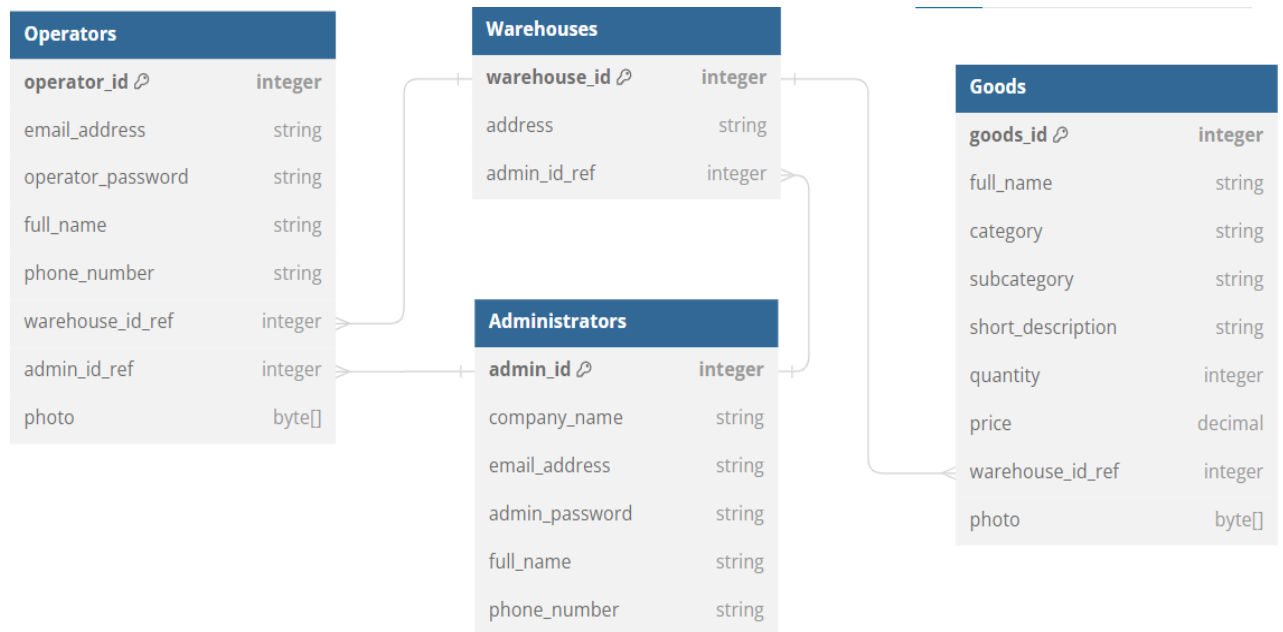 Operators
operator_id integer
email_address string
operator_password string
full_name string
phone_number string
warehouse_id_ref integer
admin_id_ref integer
photo byte[]
Warehouses
warehouse_id integer
address string
admin_id_ref integer
Administrators
admin_id integer
company_name string
email_address string
admin_password string
full_name string
phone_number string
Goods
goods_id integer
full_name string
category string
subcategory string
short_description string
quantity integer
price decimal
warehouse_id_ref integer
photo byte[]